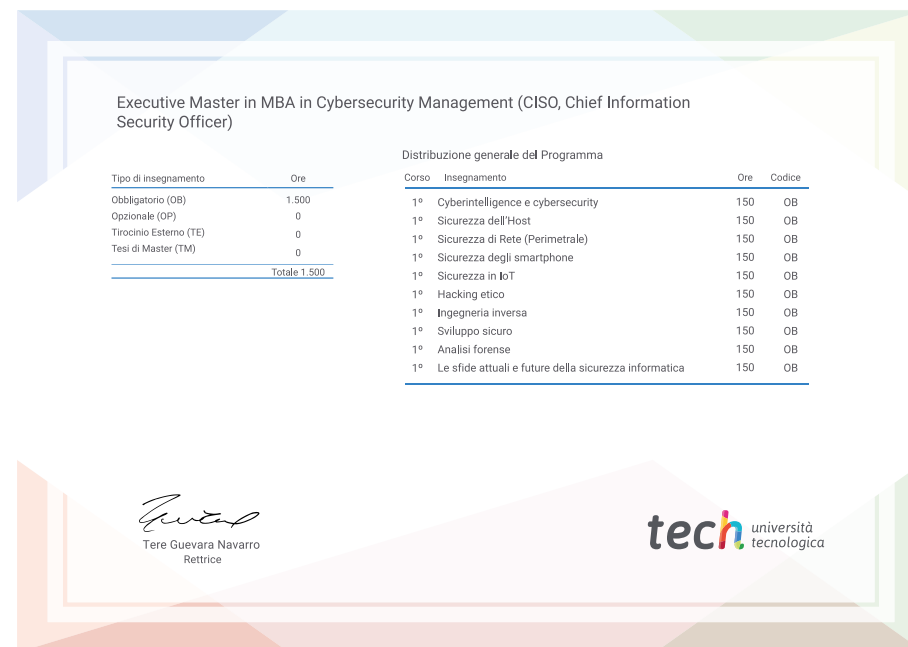 Executive Master in MBA in Cybersecurity Management (CISO, Chief Information
Security Officer)
Tipo di insegnamento Ore
Obbligatorio (OB) 1.500
Opzionale (OP) 0
Tirocinio Esterno (TE) 0
Tesi di Master (TM) 0
Totale 1.500
Distribuzione generale del Programma
Corso Insegnamento Ore Codice
1º Cyberintelligence e cybersecurity 150 OB
1º Sicurezza dell'Host 150 OB
1º Sicurezza di Rete (Perimetrale) 150 OB
1º Sicurezza degli smartphone 150 OB
1º Sicurezza in IoT 150 OB
1º Hacking etico 150 OB
1º Ingegneria inversa 150 OB
1º Sviluppo sicuro 150 OB
1º Analisi forense 150 OB
1º Le sfide attuali e future della sicurezza informatica 150 OB
Tere Guevara Navarro
Rettrice
tech università
tecnologica